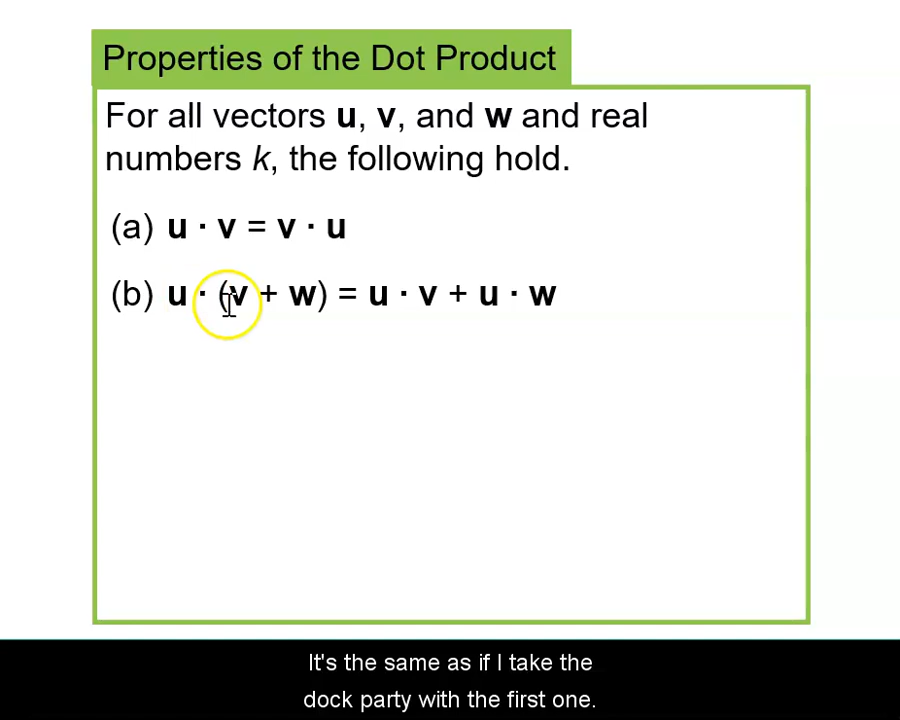 Properties of the Dot Product
For all vectors u, v, and w and real
numbers k, the following hold.
(a) u · v = v · u
(b) u · (v + w) = u · v + u · w
It's the same as if I take the
dock party with the first one.